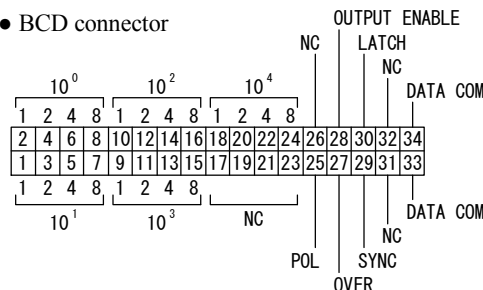 ● BCD connector
OUTPUT ENABLE
NC LATCH
NC
10⁰ 10² 10⁴ DATA COM
1 2 4 8 1 2 4 8 1 2 4 8
2 4 6 8 10 12 14 16 18 20 22 24 26 28 30 32 34
1 3 5 7 9 11 13 15 17 19 21 23 25 27 29 31 33
1 2 4 8 1 2 4 8
10¹ 10³ NC DATA COM
NC
POL SYNC
OVER